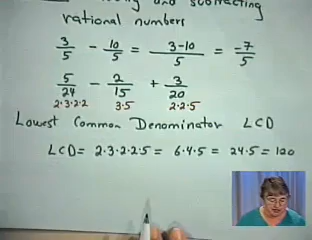 and subtracting
rational numbers
3/5 - 10/5 = 3-10/5 = -7/5
5/24 - 2/15 + 3/20
2·3·2·2 3·5 2·2·5
Lowest Common Denominator LCD
LCD= 2·3·2·2·5 = 6·4·5 = 24·5 = 120